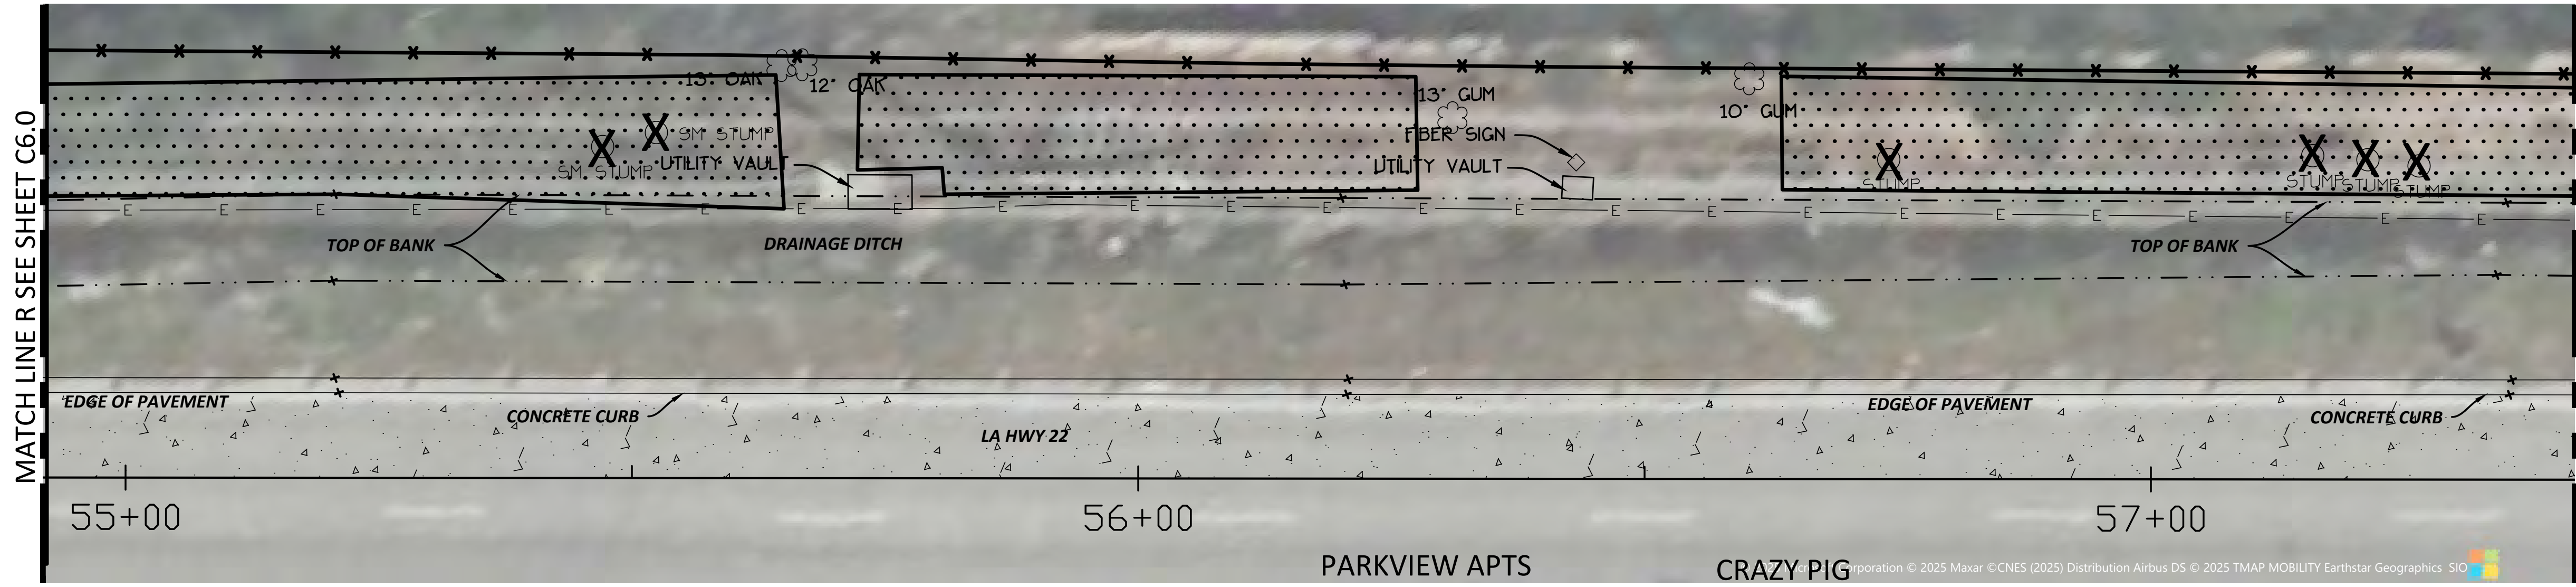 MATCH LINE R SEE SHEET C6.0
13" OAK
12" OAK
SM STUMP
SM STUMP
UTILITY VAULT
13" GUM
FIBER SIGN
UTILITY VAULT
10" GUM
STUMP
STUMP
STUMP
STUMP
E E E E E E E E E E E E E E E E E E E E E E E E E
TOP OF BANK
DRAINAGE DITCH
TOP OF BANK
EDGE OF PAVEMENT
CONCRETE CURB
LA HWY 22
EDGE OF PAVEMENT
CONCRETE CURB
55+00
56+00
57+00
PARKVIEW APTS
CRAZY PIG
Corporation © 2025 Maxar ©CNES (2025) Distribution Airbus DS © 2025 TMAP MOBILITY Earthstar Geographics SIO